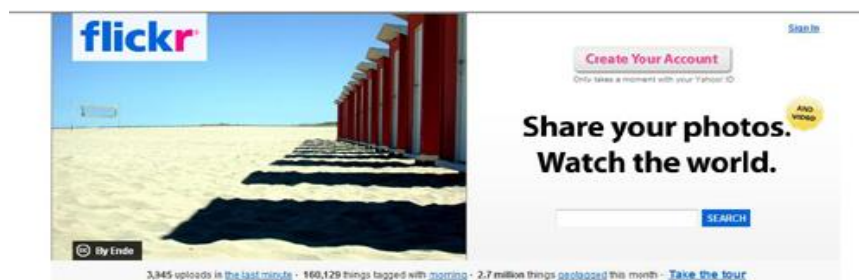 flickr
Sign In
Create Your Account
Only takes a moment with your Yahoo! ID
AND
VIDEO
Share your photos.
Watch the world.
SEARCH
cc By Ende
3,945 uploads in the last minute · 160,129 things tagged with morning · 2.7 million things geotagged this month · Take the tour